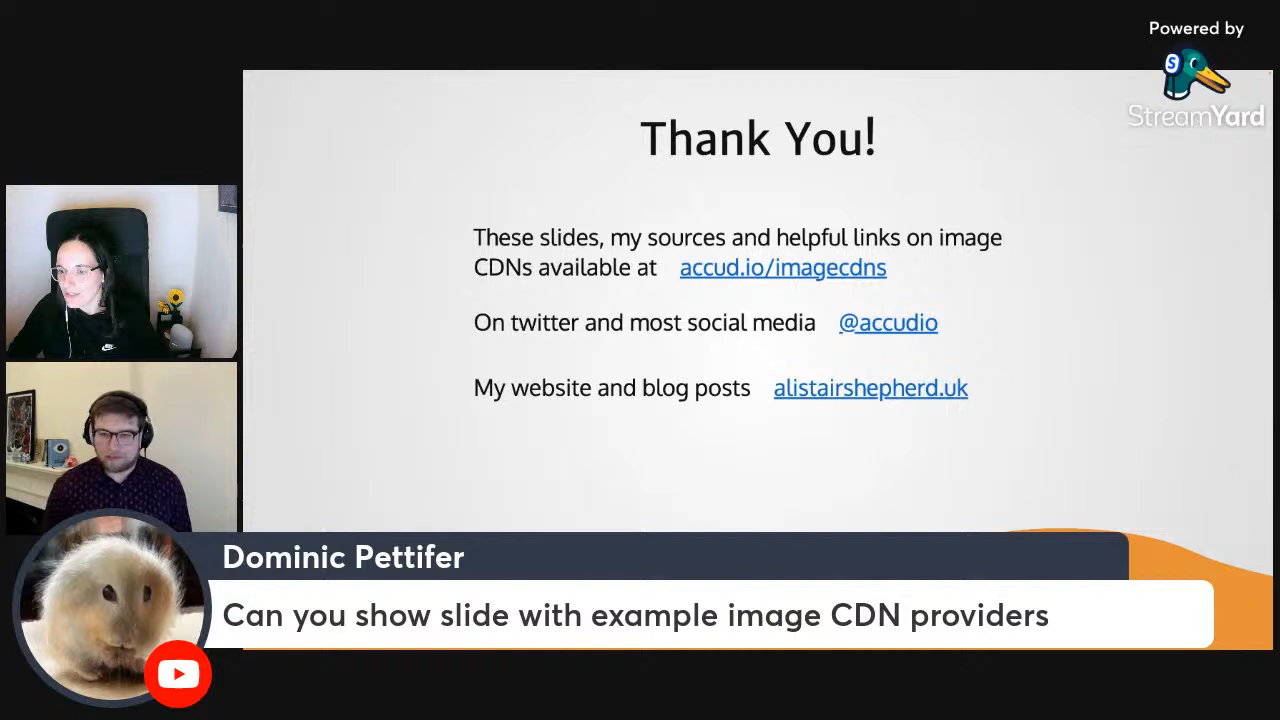 Powered by
StreamYard
Thank You!
These slides, my sources and helpful links on image
CDNs available at accud.io/imagecdns
On twitter and most social media @accudio
My website and blog posts alistairshepherd.uk
Dominic Pettifer
Can you show slide with example image CDN providers